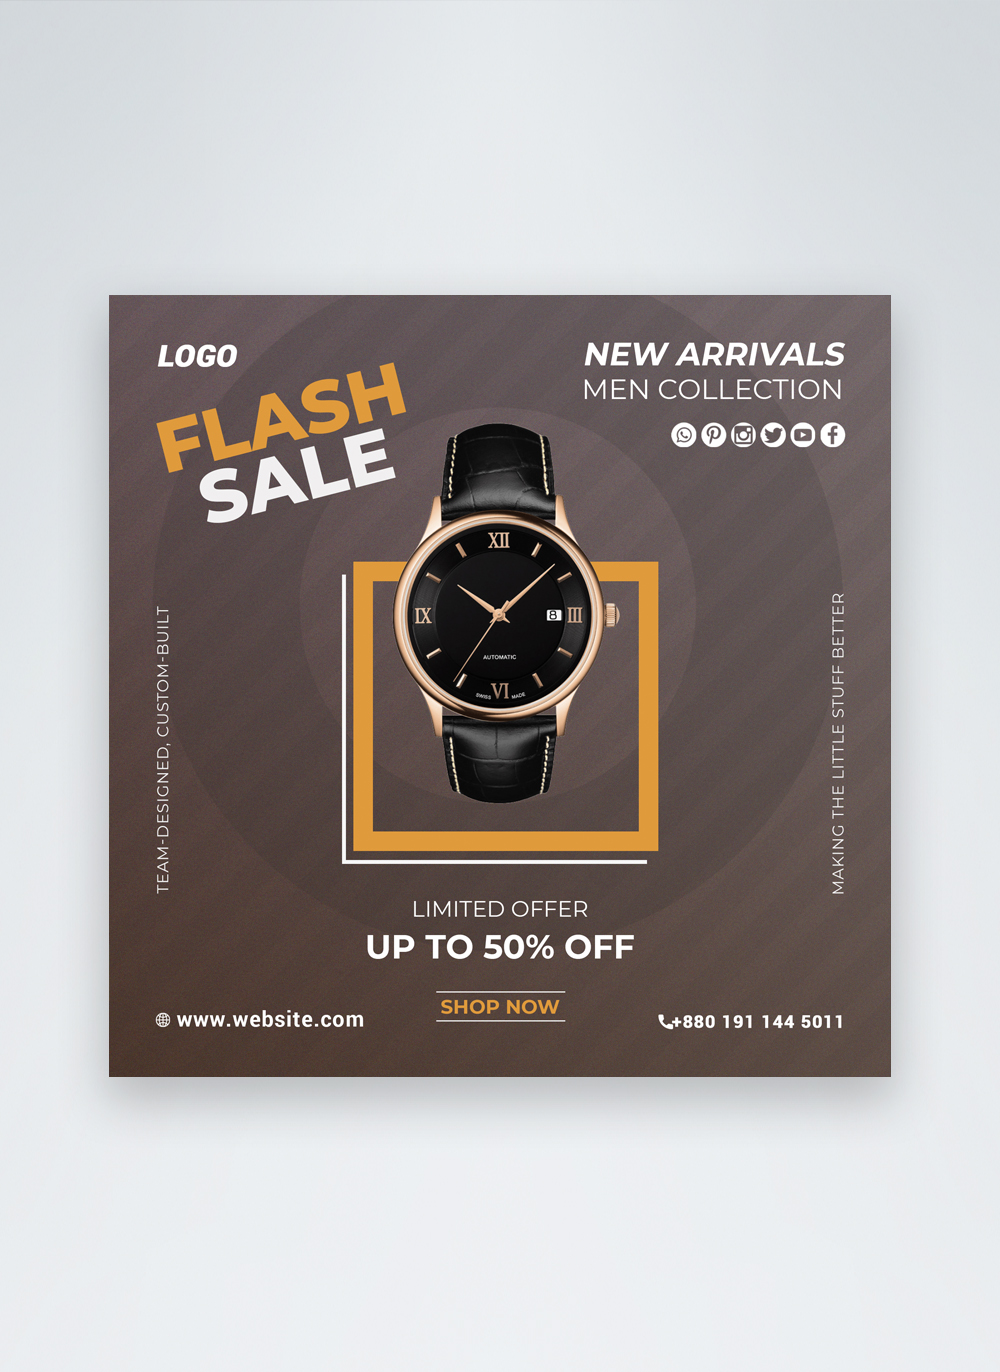 LOGO
FLASH
SALE
NEW ARRIVALS
MEN COLLECTION
XII
IX
8
III
AUTOMATIC
VI
SWISS MADE
TEAM-DESIGNED, CUSTOM-BUILT
MAKING THE LITTLE STUFF BETTER
LIMITED OFFER
UP TO 50% OFF
SHOP NOW
www.website.com
+880 191 144 5011